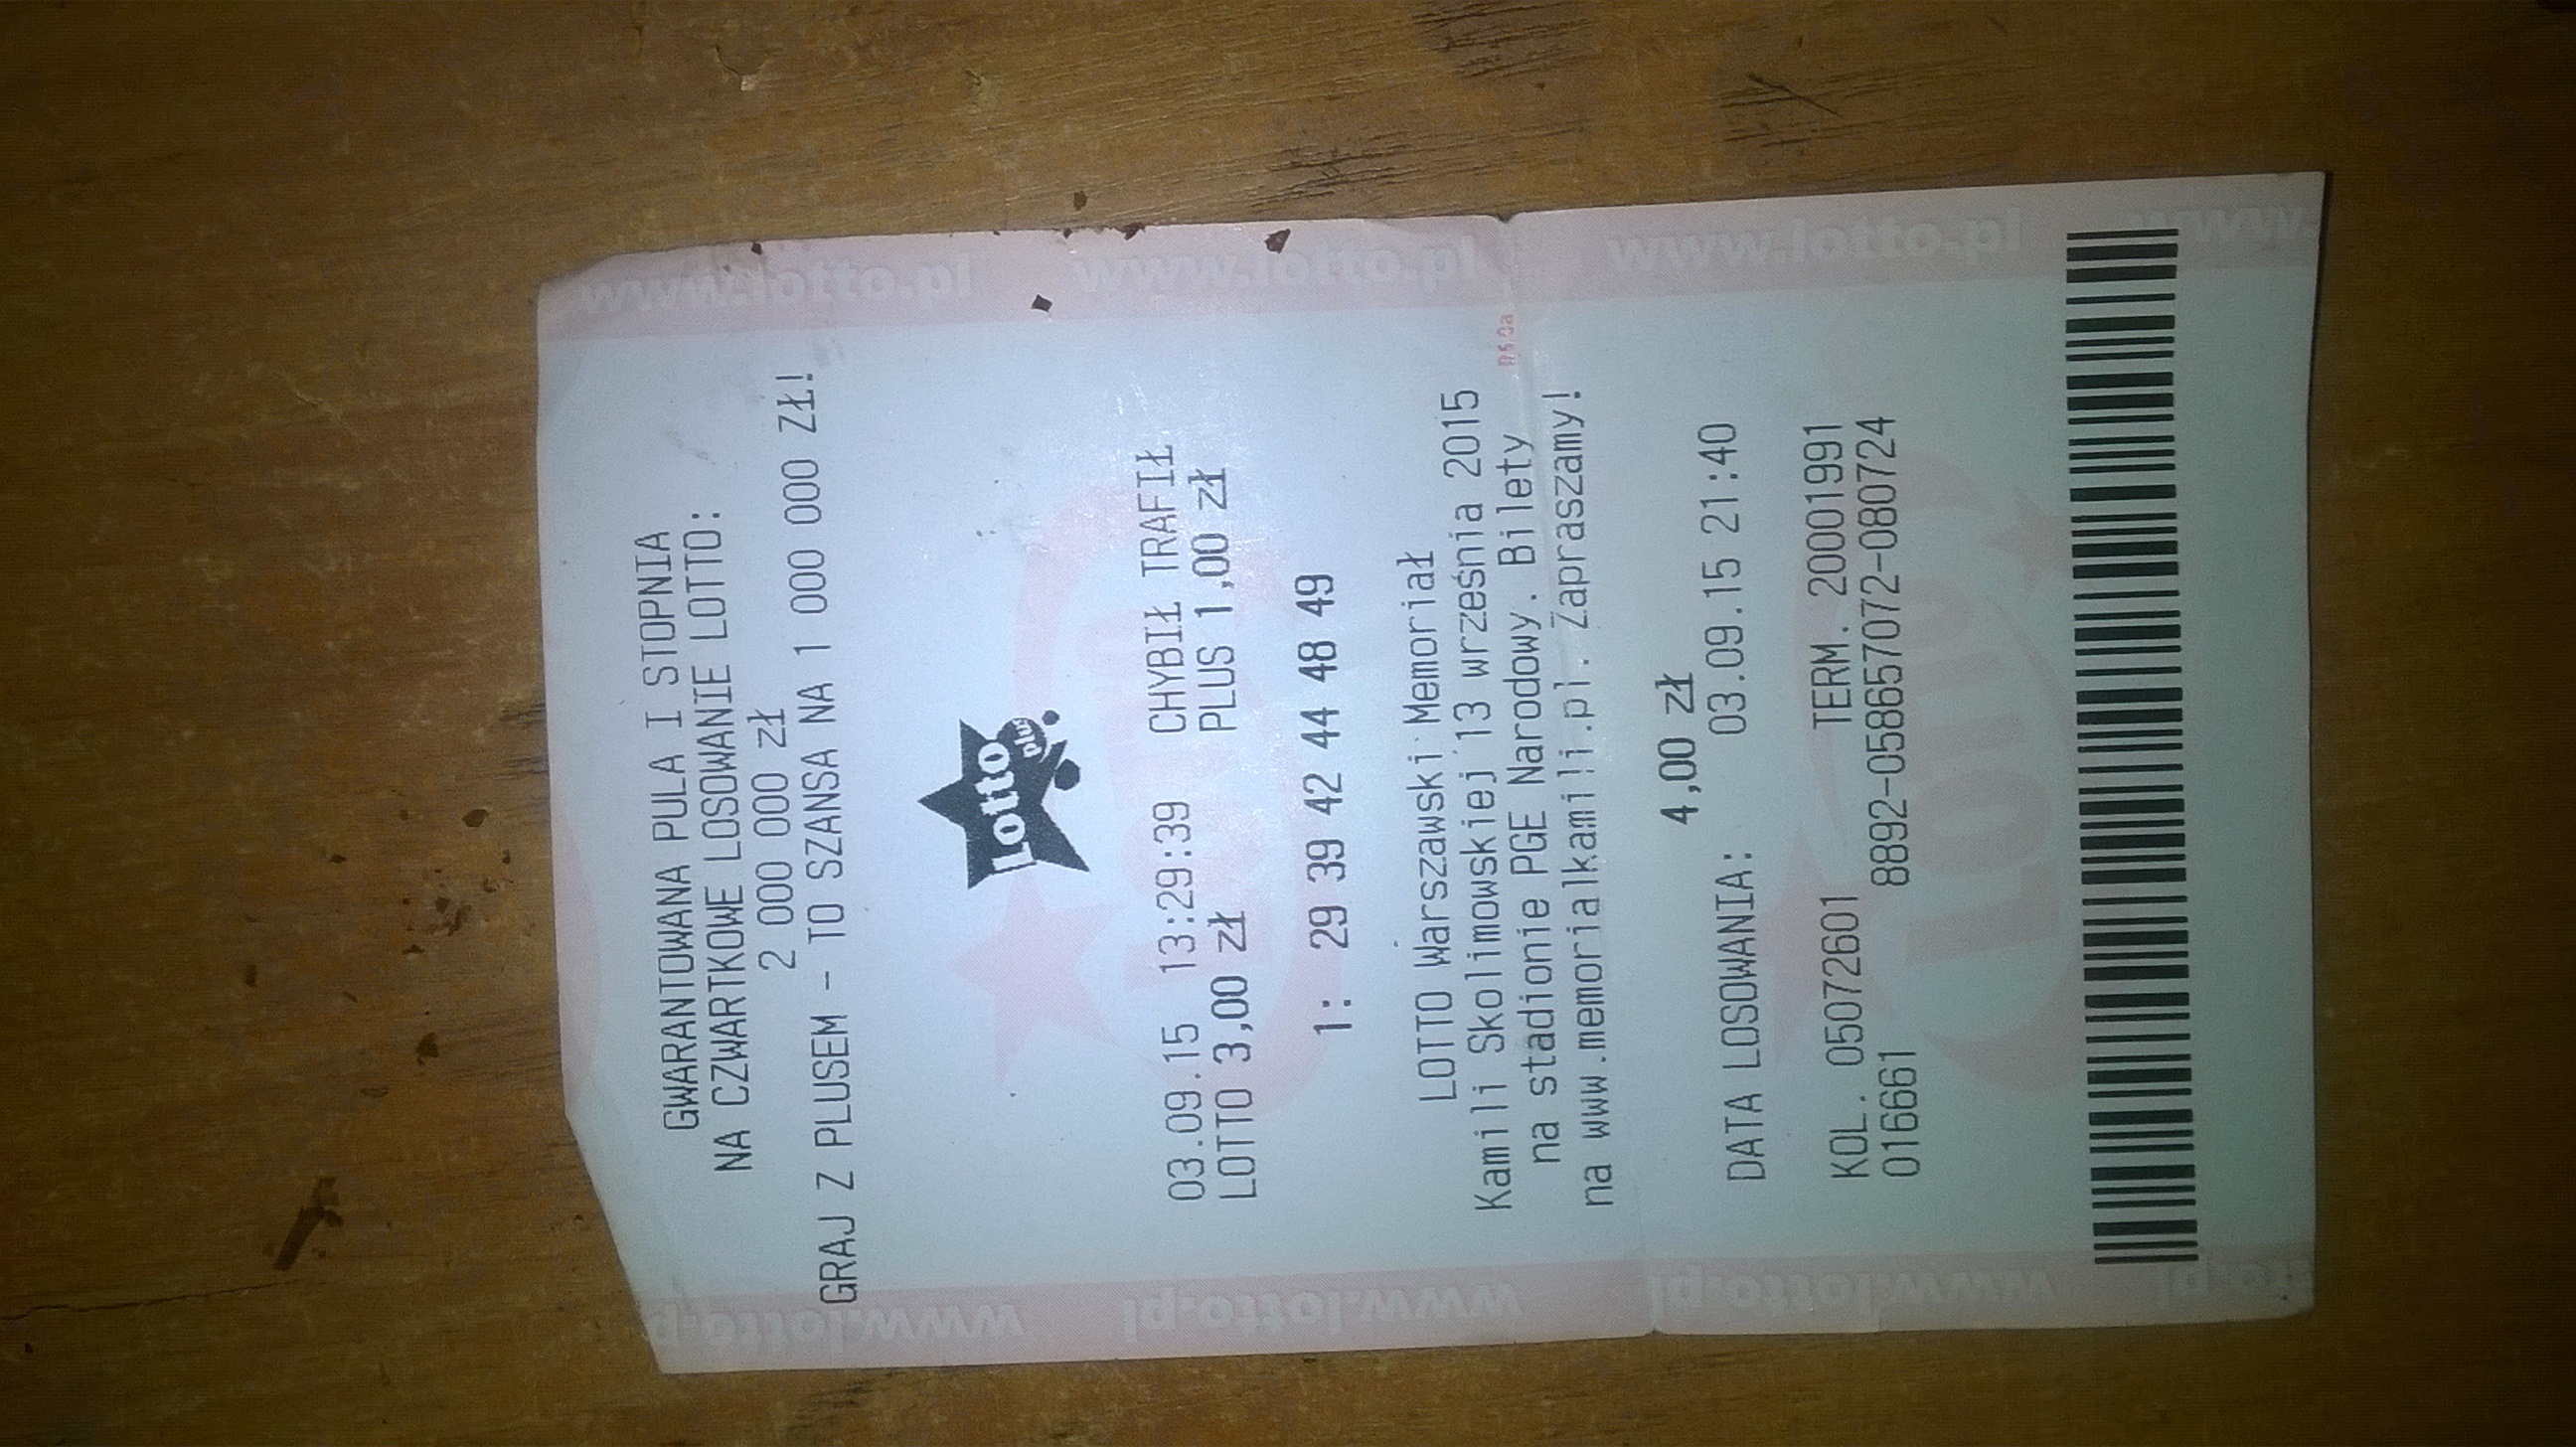 GWARANTOWANA PULA I STOPNIA
NA CZWARTKOWE LOSOWANIE LOTTO:
2 000 000 zł
GRAJ Z PLUSEM - TO SZANSA NA 1 000 000 ZŁ!
Lotto
plus
03.09.15 13:29:39 CHYBIŁ TRAFIŁ
LOTTO 3,00 zł PLUS 1,00 zł
1: 29 39 42 44 48 49
LOTTO Warszawski Memoriał
Kamili Skolimowskiej 13 września 2015
na stadionie PGE Narodowy. Bilety
na www.memorialkamili.pl. Zapraszamy!
4,00 zł
DATA LOSOWANIA: 03.09.15 21:40
KOL. 05072601 TERM. 20001991
016661 8892-058657072-080724
www.lotto.pl www.lotto.pl www.lotto.pl www.
www.lotto.pl www.lotto.pl www.lotto.pl